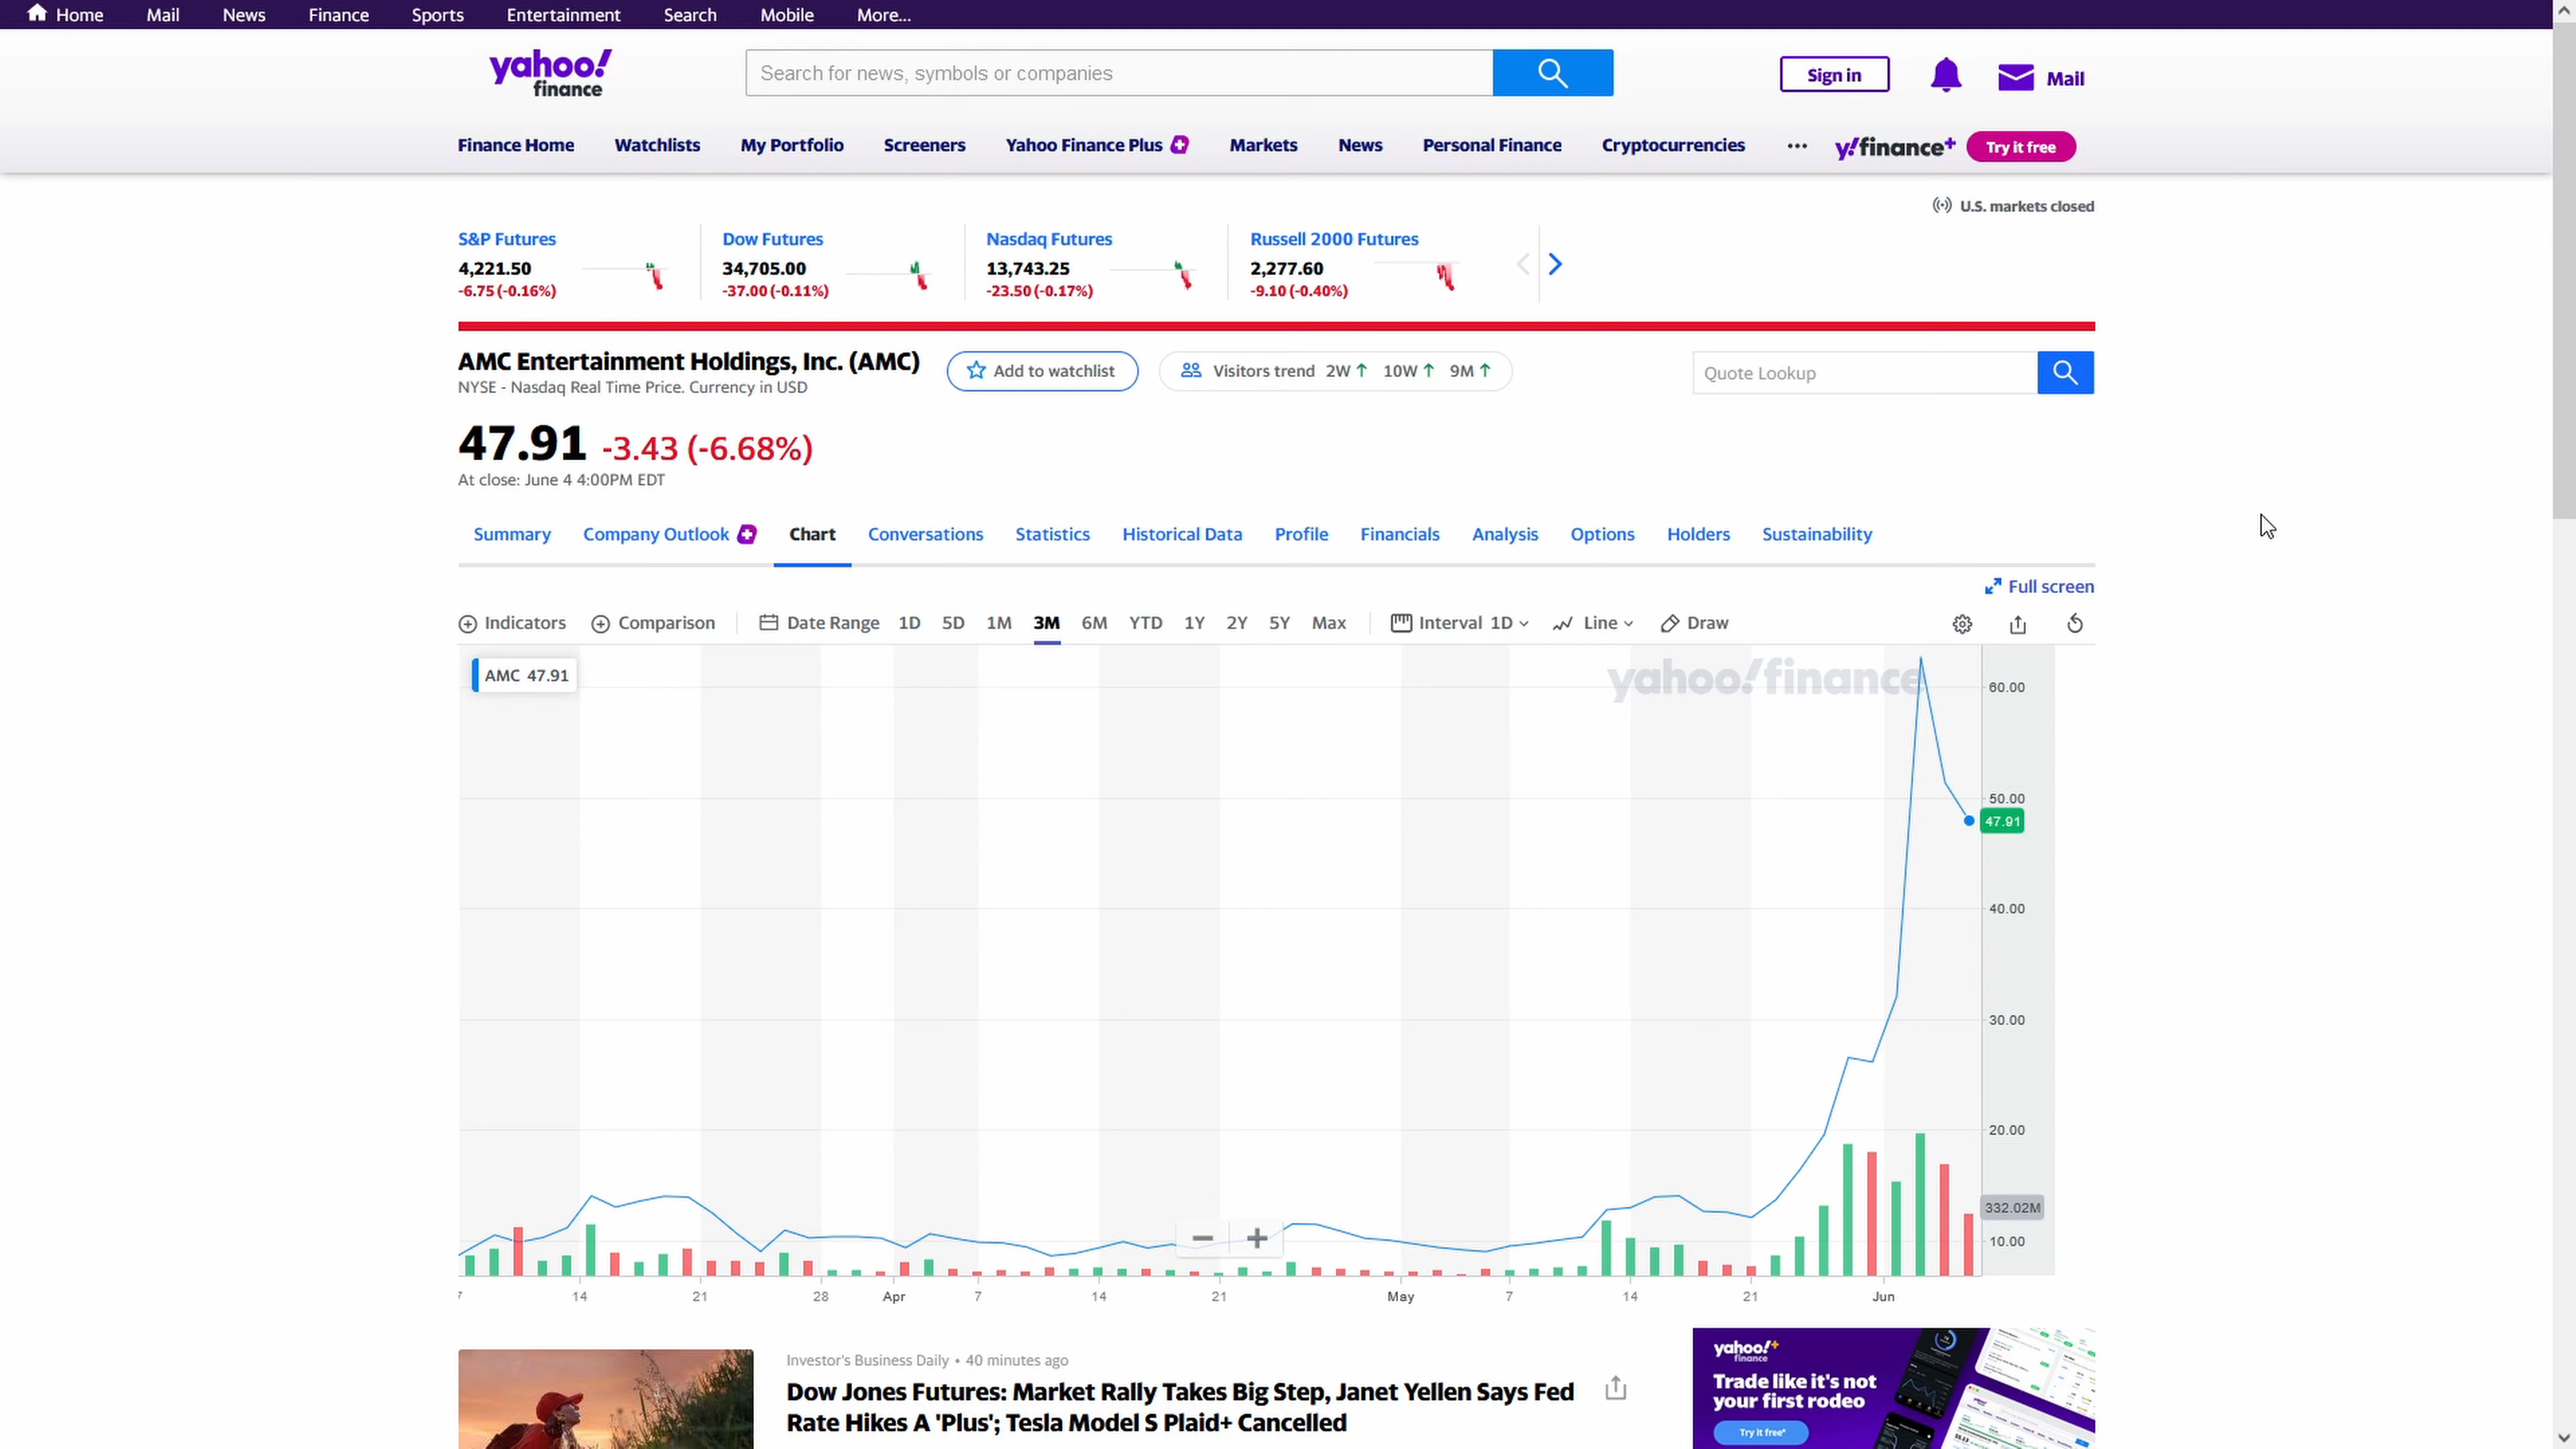 Home Mail News Finance Sports Entertainment Search Mobile More...
yahoo!
finance
Search for news, symbols or companies
Sign in
Mail
Finance Home Watchlists My Portfolio Screeners Yahoo Finance Plus Markets News Personal Finance Cryptocurrencies ... y!finance+ Try it free
U.S. markets closed
S&P Futures
4,221.50
-6.75 (-0.16%)
Dow Futures
34,705.00
-37.00 (-0.11%)
Nasdaq Futures
13,743.25
-23.50 (-0.17%)
Russell 2000 Futures
2,277.60
-9.10 (-0.40%)
AMC Entertainment Holdings, Inc. (AMC)
NYSE - Nasdaq Real Time Price. Currency in USD
Add to watchlist
Visitors trend 2W↑ 10W↑ 9M↑
Quote Lookup
47.91 -3.43 (-6.68%)
At close: June 4 4:00PM EDT
Summary Company Outlook Chart Conversations Statistics Historical Data Profile Financials Analysis Options Holders Sustainability
Full screen
Indicators Comparison Date Range 1D 5D 1M 3M 6M YTD 1Y 2Y 5Y Max Interval 1D Line Draw
AMC 47.91
yahoo!finance
60.00
50.00
47.91
40.00
30.00
20.00
332.02M
10.00
7 14 21 28 Apr 7 14 21 May 7 14 21 Jun
Investor's Business Daily • 40 minutes ago
Dow Jones Futures: Market Rally Takes Big Step, Janet Yellen Says Fed
Rate Hikes A 'Plus'; Tesla Model S Plaid+ Cancelled
yahoo!+
finance
Trade like it's not
your first rodeo
Try it free*